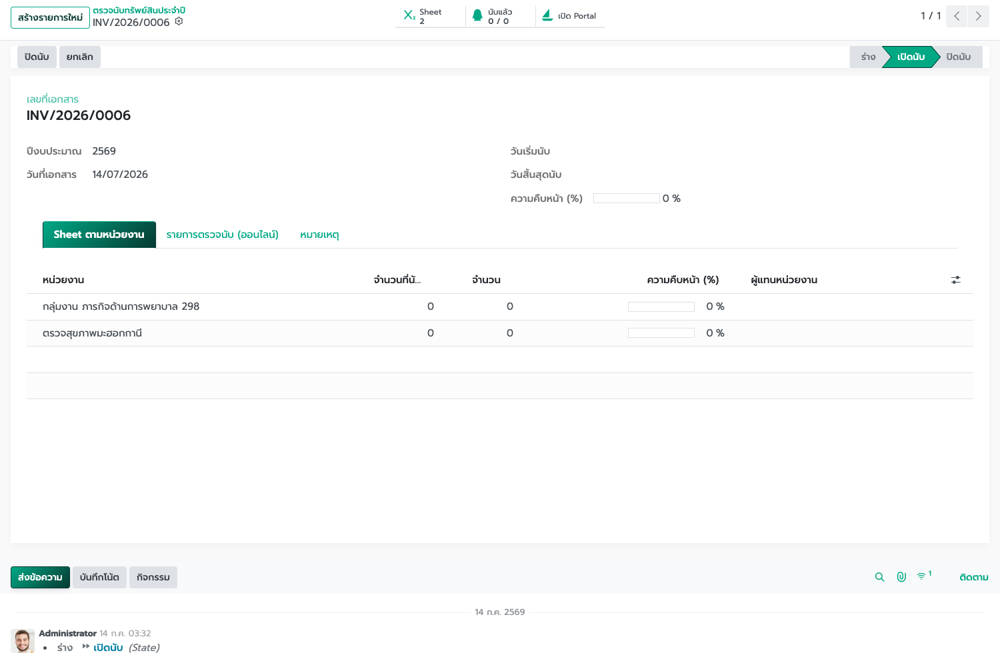 สร้างรายการใหม่
ตรวจนับทรัพย์สินประจำปี
INV/2026/0006
Sheet
2
นับแล้ว
0 / 0
เปิด Portal
1 / 1
ปิดนับ
ยกเลิก
ร่าง
เปิดนับ
ปิดนับ
เลขที่เอกสาร
INV/2026/0006
ปีงบประมาณ 2569
วันที่เอกสาร 14/07/2026
วันเริ่มนับ
วันสิ้นสุดนับ
ความคืบหน้า (%) 0 %
Sheet ตามหน่วยงาน
รายการตรวจนับ (ออนไลน์)
หมายเหตุ
หน่วยงาน จำนวนที่นั... จำนวน ความคืบหน้า (%) ผู้แทนหน่วยงาน
กลุ่มงาน ภารกิจด้านการพยาบาล 298 0 0 0 %
ตรวจสุขภาพมะฮอกกานี 0 0 0 %
ส่งข้อความ
บันทึกโน้ต
กิจกรรม
1
ติดตาม
14 ก.ค. 2569
Administrator 14 ก.ค. 03:32
• ร่าง เปิดนับ (State)